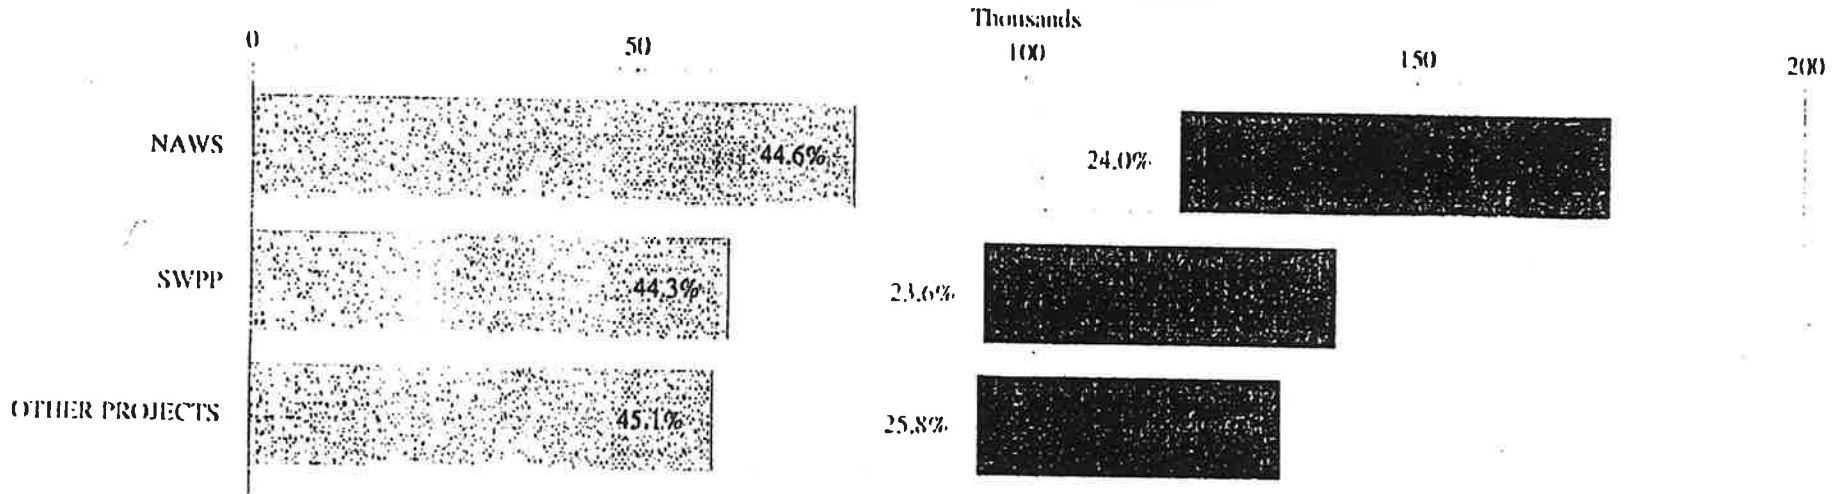 Thousands
0 50 100 150 200
NAWS 44.6% 24.0%
SWPP 44.3% 23.6%
OTHER PROJECTS 45.1% 25.8%